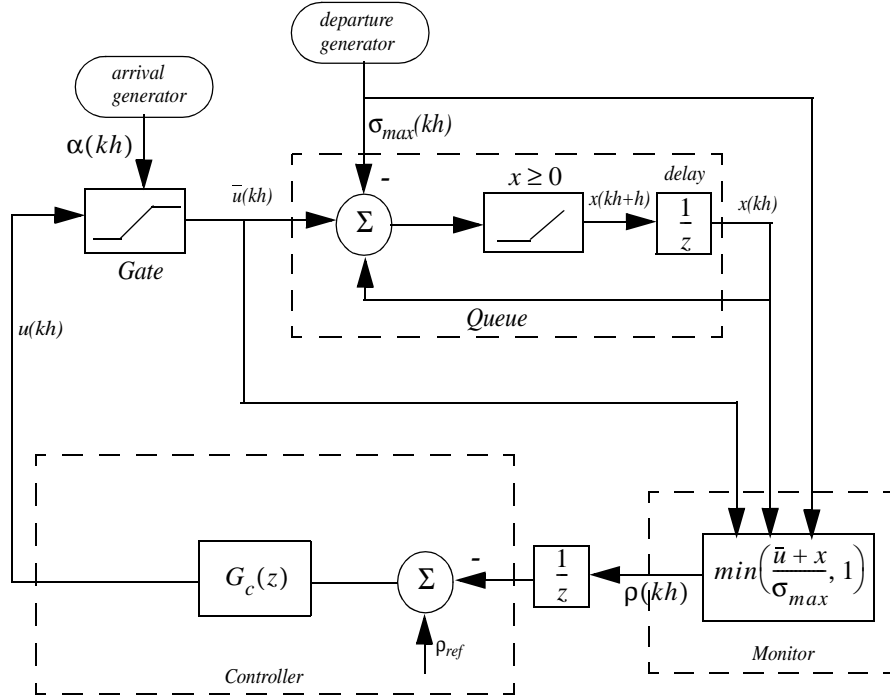 departure
generator
arrival
generator
α(kh)
σmax(kh)
-
x ≥ 0
delay
ū(kh)
Σ
x(kh+h)
1
z
x(kh)
Gate
Queue
u(kh)
Gc(z)
Σ
-
1
z
ρ(kh)
min(ū + x / σmax, 1)
ρref
Controller
Monitor